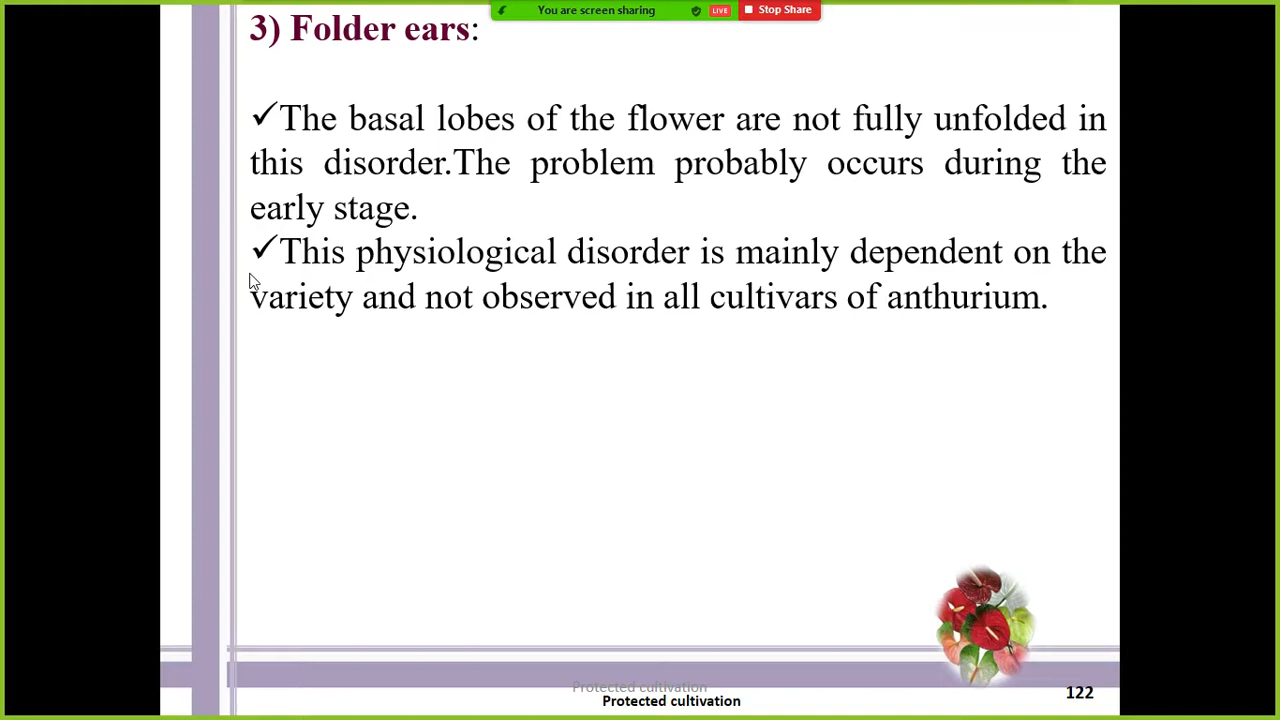 You are screen sharing
LIVE
Stop Share
3) Folder ears:
✓The basal lobes of the flower are not fully unfolded in
this disorder.The problem probably occurs during the
early stage.
✓This physiological disorder is mainly dependent on the
variety and not observed in all cultivars of anthurium.
Protected cultivation
Protected cultivation
122